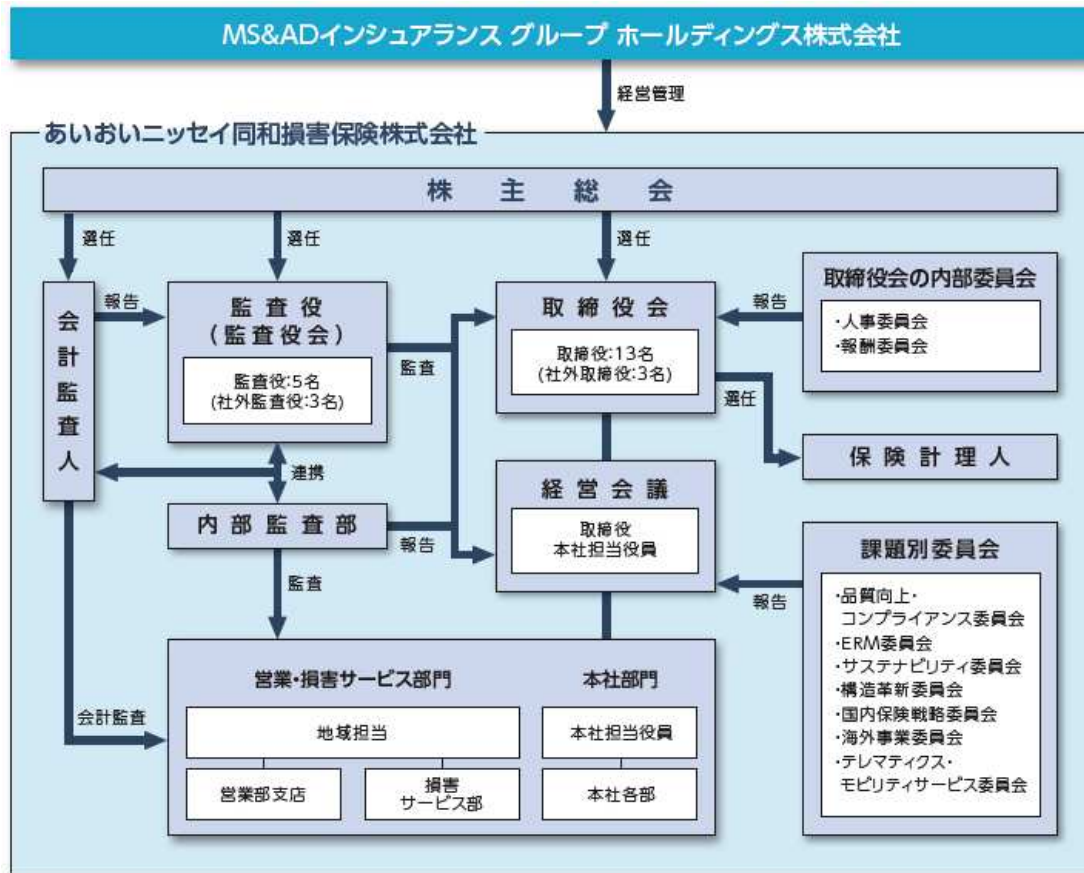 MS&ADインシュアランス グループ ホールディングス株式会社
経営管理
あいおいニッセイ同和損害保険株式会社
株主総会
選任
選任
選任
会計監査人
報告
監査役
(監査役会)
監査役:5名
(社外監査役:3名)
監査
取締役会
取締役:13名
(社外取締役:3名)
報告
取締役会の内部委員会
・人事委員会
・報酬委員会
選任
保険計理人
連携
内部監査部
報告
経営会議
取締役
本社担当役員
監査
報告
課題別委員会
・品質向上・
コンプライアンス委員会
・ERM委員会
・サステナビリティ委員会
・構造革新委員会
・国内保険戦略委員会
・海外事業委員会
・テレマティクス・
モビリティサービス委員会
会計監査
営業・損害サービス部門
地域担当
営業部支店
損害
サービス部
本社部門
本社担当役員
本社各部